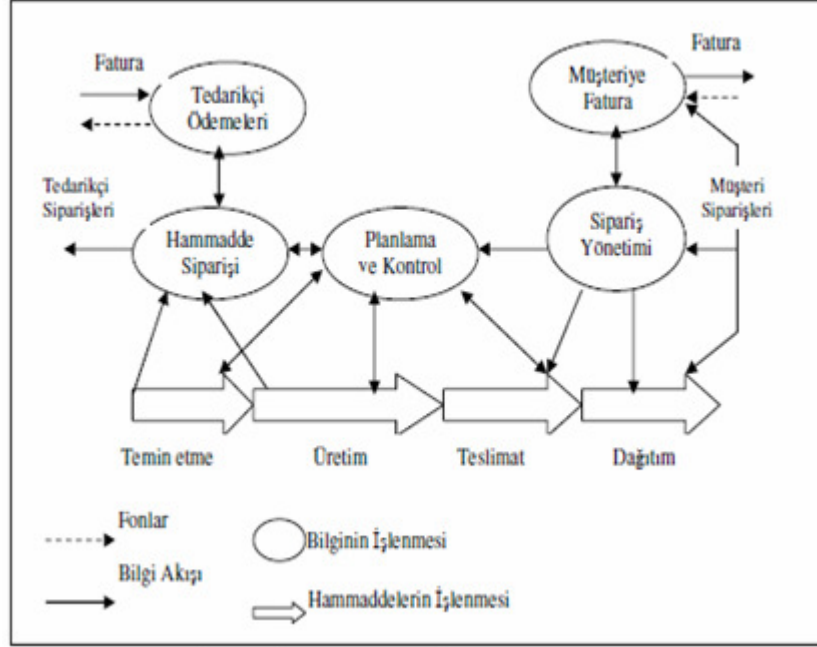 Fatura
Tedarikçi
Ödemeleri
Müşteriye
Fatura
Fatura
Tedarikçi
Siparişleri
Hammadde
Siparişi
Planlama
ve Kontrol
Sipariş
Yönetimi
Müşteri
Siparişleri
Temin etme
Üretim
Teslimat
Dağıtım
Fonlar
Bilginin İşlenmesi
Bilgi Akışı
Hammaddelerin İşlenmesi